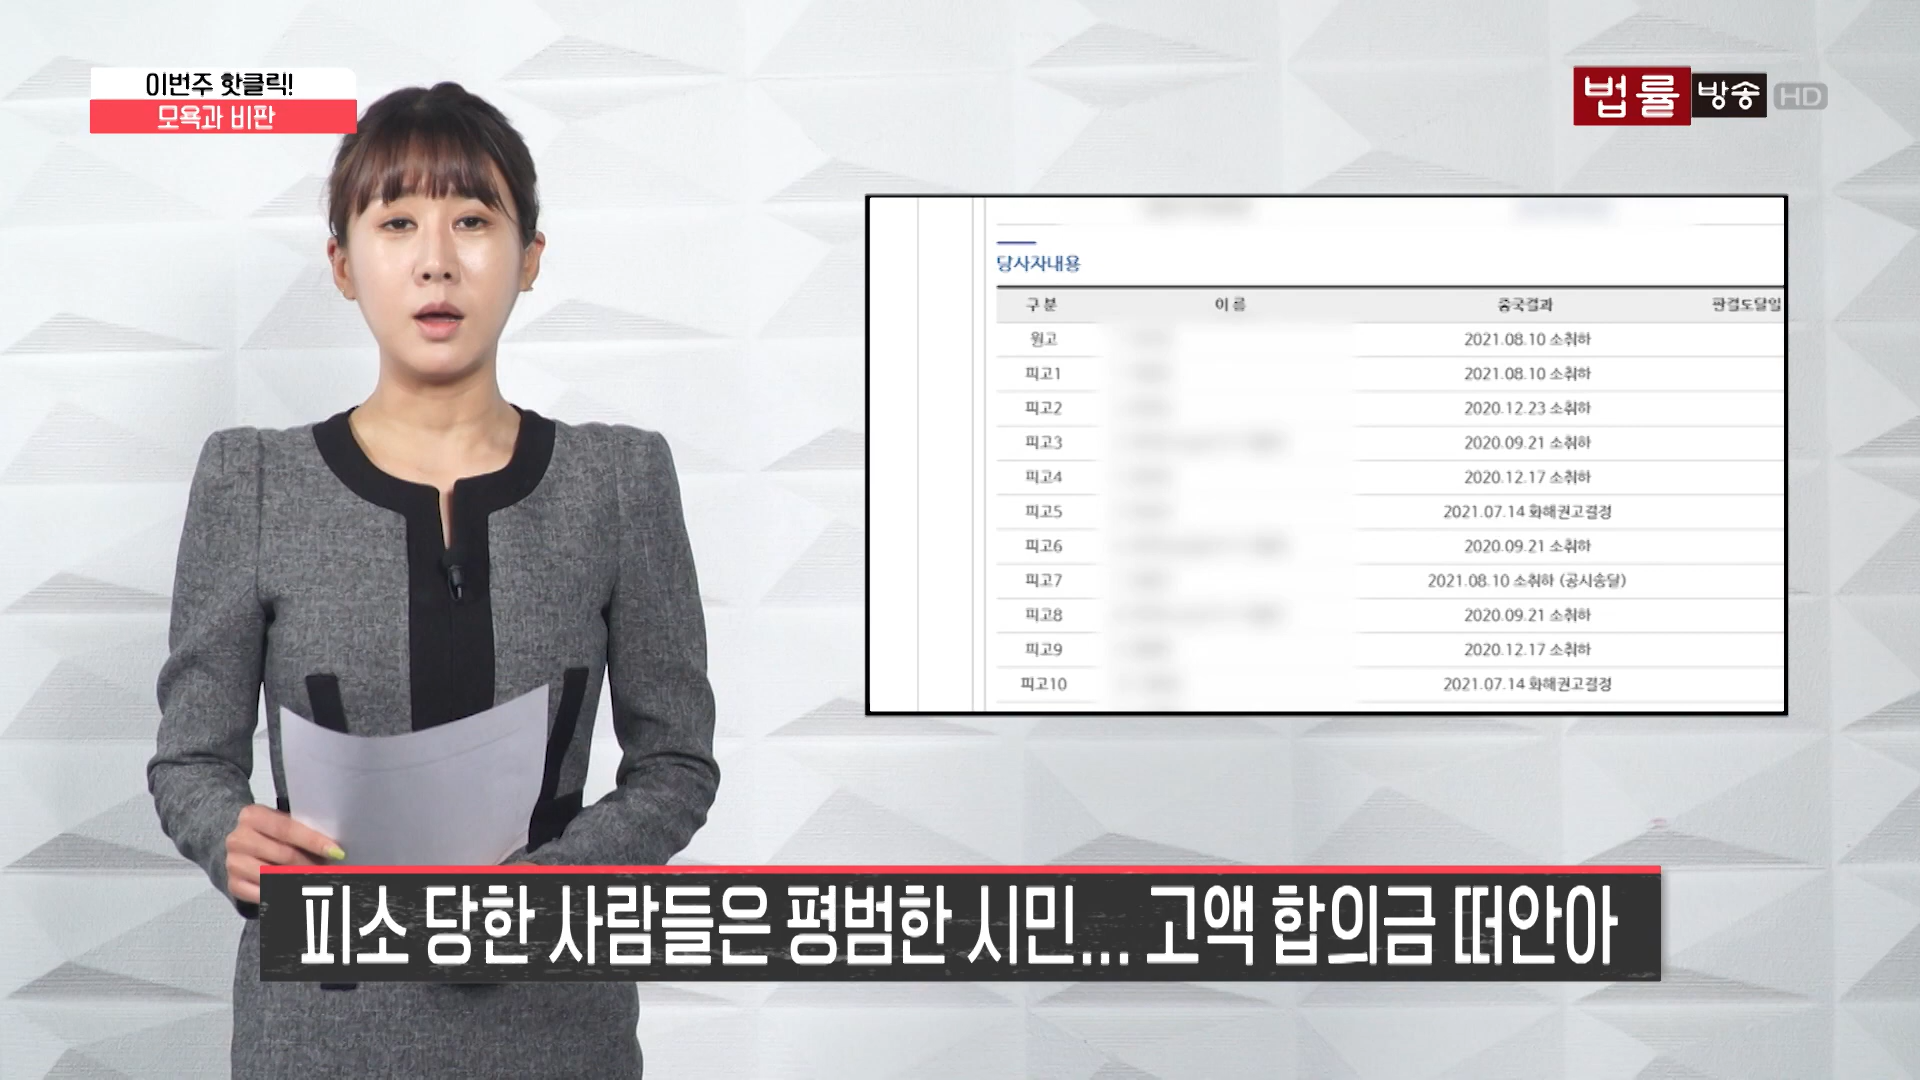 이번주 핫클릭!
모욕과 비판
법률방송 HD
당사자내용
구분 이름 종국결과 판결도달일
원고 2021.08.10 소취하
피고1 2021.08.10 소취하
피고2 2020.12.23 소취하
피고3 2020.09.21 소취하
피고4 2020.12.17 소취하
피고5 2021.07.14 화해권고결정
피고6 2020.09.21 소취하
피고7 2021.08.10 소취하 (공시송달)
피고8 2020.09.21 소취하
피고9 2020.12.17 소취하
피고10 2021.07.14 화해권고결정
피소 당한 사람들은 평범한 시민... 고액 합의금 떠안아